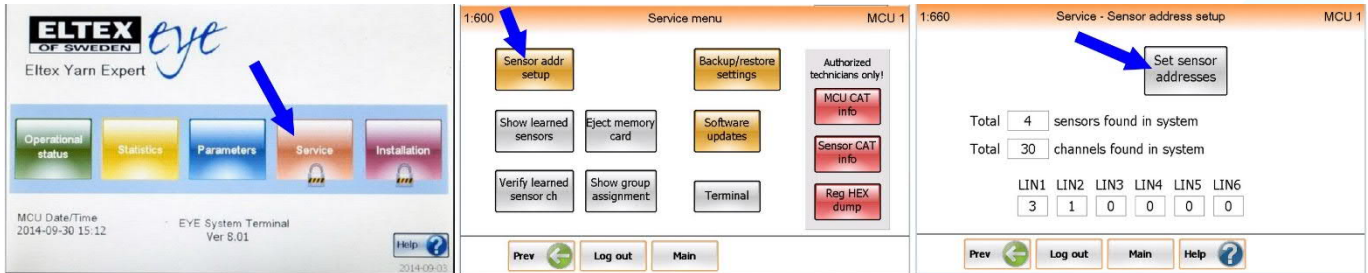 ELTEX
OF SWEDEN
eye
Eltex Yarn Expert
Operational status
Statistics
Parameters
Service
Installation
MCU Date/Time
2014-09-30 15:12
EYE System Terminal
Ver 8.01
Help ?
2014-09-03
1:600 Service menu MCU 1
Sensor addr
setup
Backup/restore
settings
Authorized
technicians only!
MCU CAT
info
Show learned
sensors
Eject memory
card
Software
updates
Sensor CAT
info
Verify learned
sensor ch
Show group
assignment
Terminal
Reg HEX
dump
Prev Log out Main
1:660 Service - Sensor address setup MCU 1
Set sensor
addresses
Total 4 sensors found in system
Total 30 channels found in system
LIN1 LIN2 LIN3 LIN4 LIN5 LIN6
3 1 0 0 0 0
Prev Log out Main Help ?